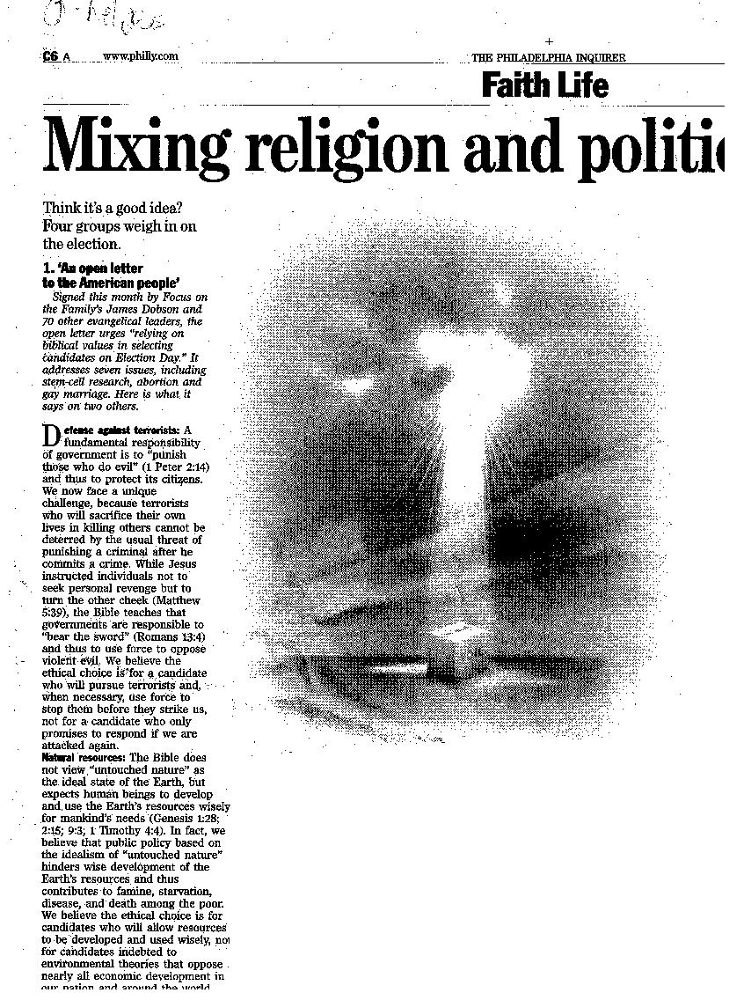 C6 A www.philly.com THE PHILADELPHIA INQUIRER
Faith Life
Mixing religion and politic
Think it's a good idea?
Four groups weigh in on
the election.
1. 'An open letter
to the American people'
Signed this month by Focus on
the Family's James Dobson and
70 other evangelical leaders, the
open letter urges "relying on
biblical values in selecting
candidates on Election Day." It
addresses seven issues, including
stem-cell research, abortion and
gay marriage. Here is what it
says on two others.
Defense against terrorists: A
fundamental responsibility
of government is to "punish
those who do evil" (1 Peter 2:14)
and thus to protect its citizens.
We now face a unique
challenge, because terrorists
who will sacrifice their own
lives in killing others cannot be
deterred by the usual threat of
punishing a criminal after he
commits a crime. While Jesus
instructed individuals not to
seek personal revenge but to
turn the other cheek (Matthew
5:39), the Bible teaches that
governments are responsible to
"bear the sword" (Romans 13:4)
and thus to use force to oppose
violent evil. We believe the
ethical choice is for a candidate
who will pursue terrorists and,
when necessary, use force to
stop them before they strike us,
not for a candidate who only
promises to respond if we are
attacked again.
Natural resources: The Bible does
not view "untouched nature" as
the ideal state of the Earth, but
expects human beings to develop
and use the Earth's resources wisely
for mankind's needs (Genesis 1:28;
2:15; 9:3; 1 Timothy 4:4). In fact, we
believe that public policy based on
the idealism of "untouched nature"
hinders wise development of the
Earth's resources and thus
contributes to famine, starvation,
disease, and death among the poor.
We believe the ethical choice is for
candidates who will allow resources
to be developed and used wisely, not
for candidates indebted to
environmental theories that oppose
nearly all economic development in
our nation and around the world.